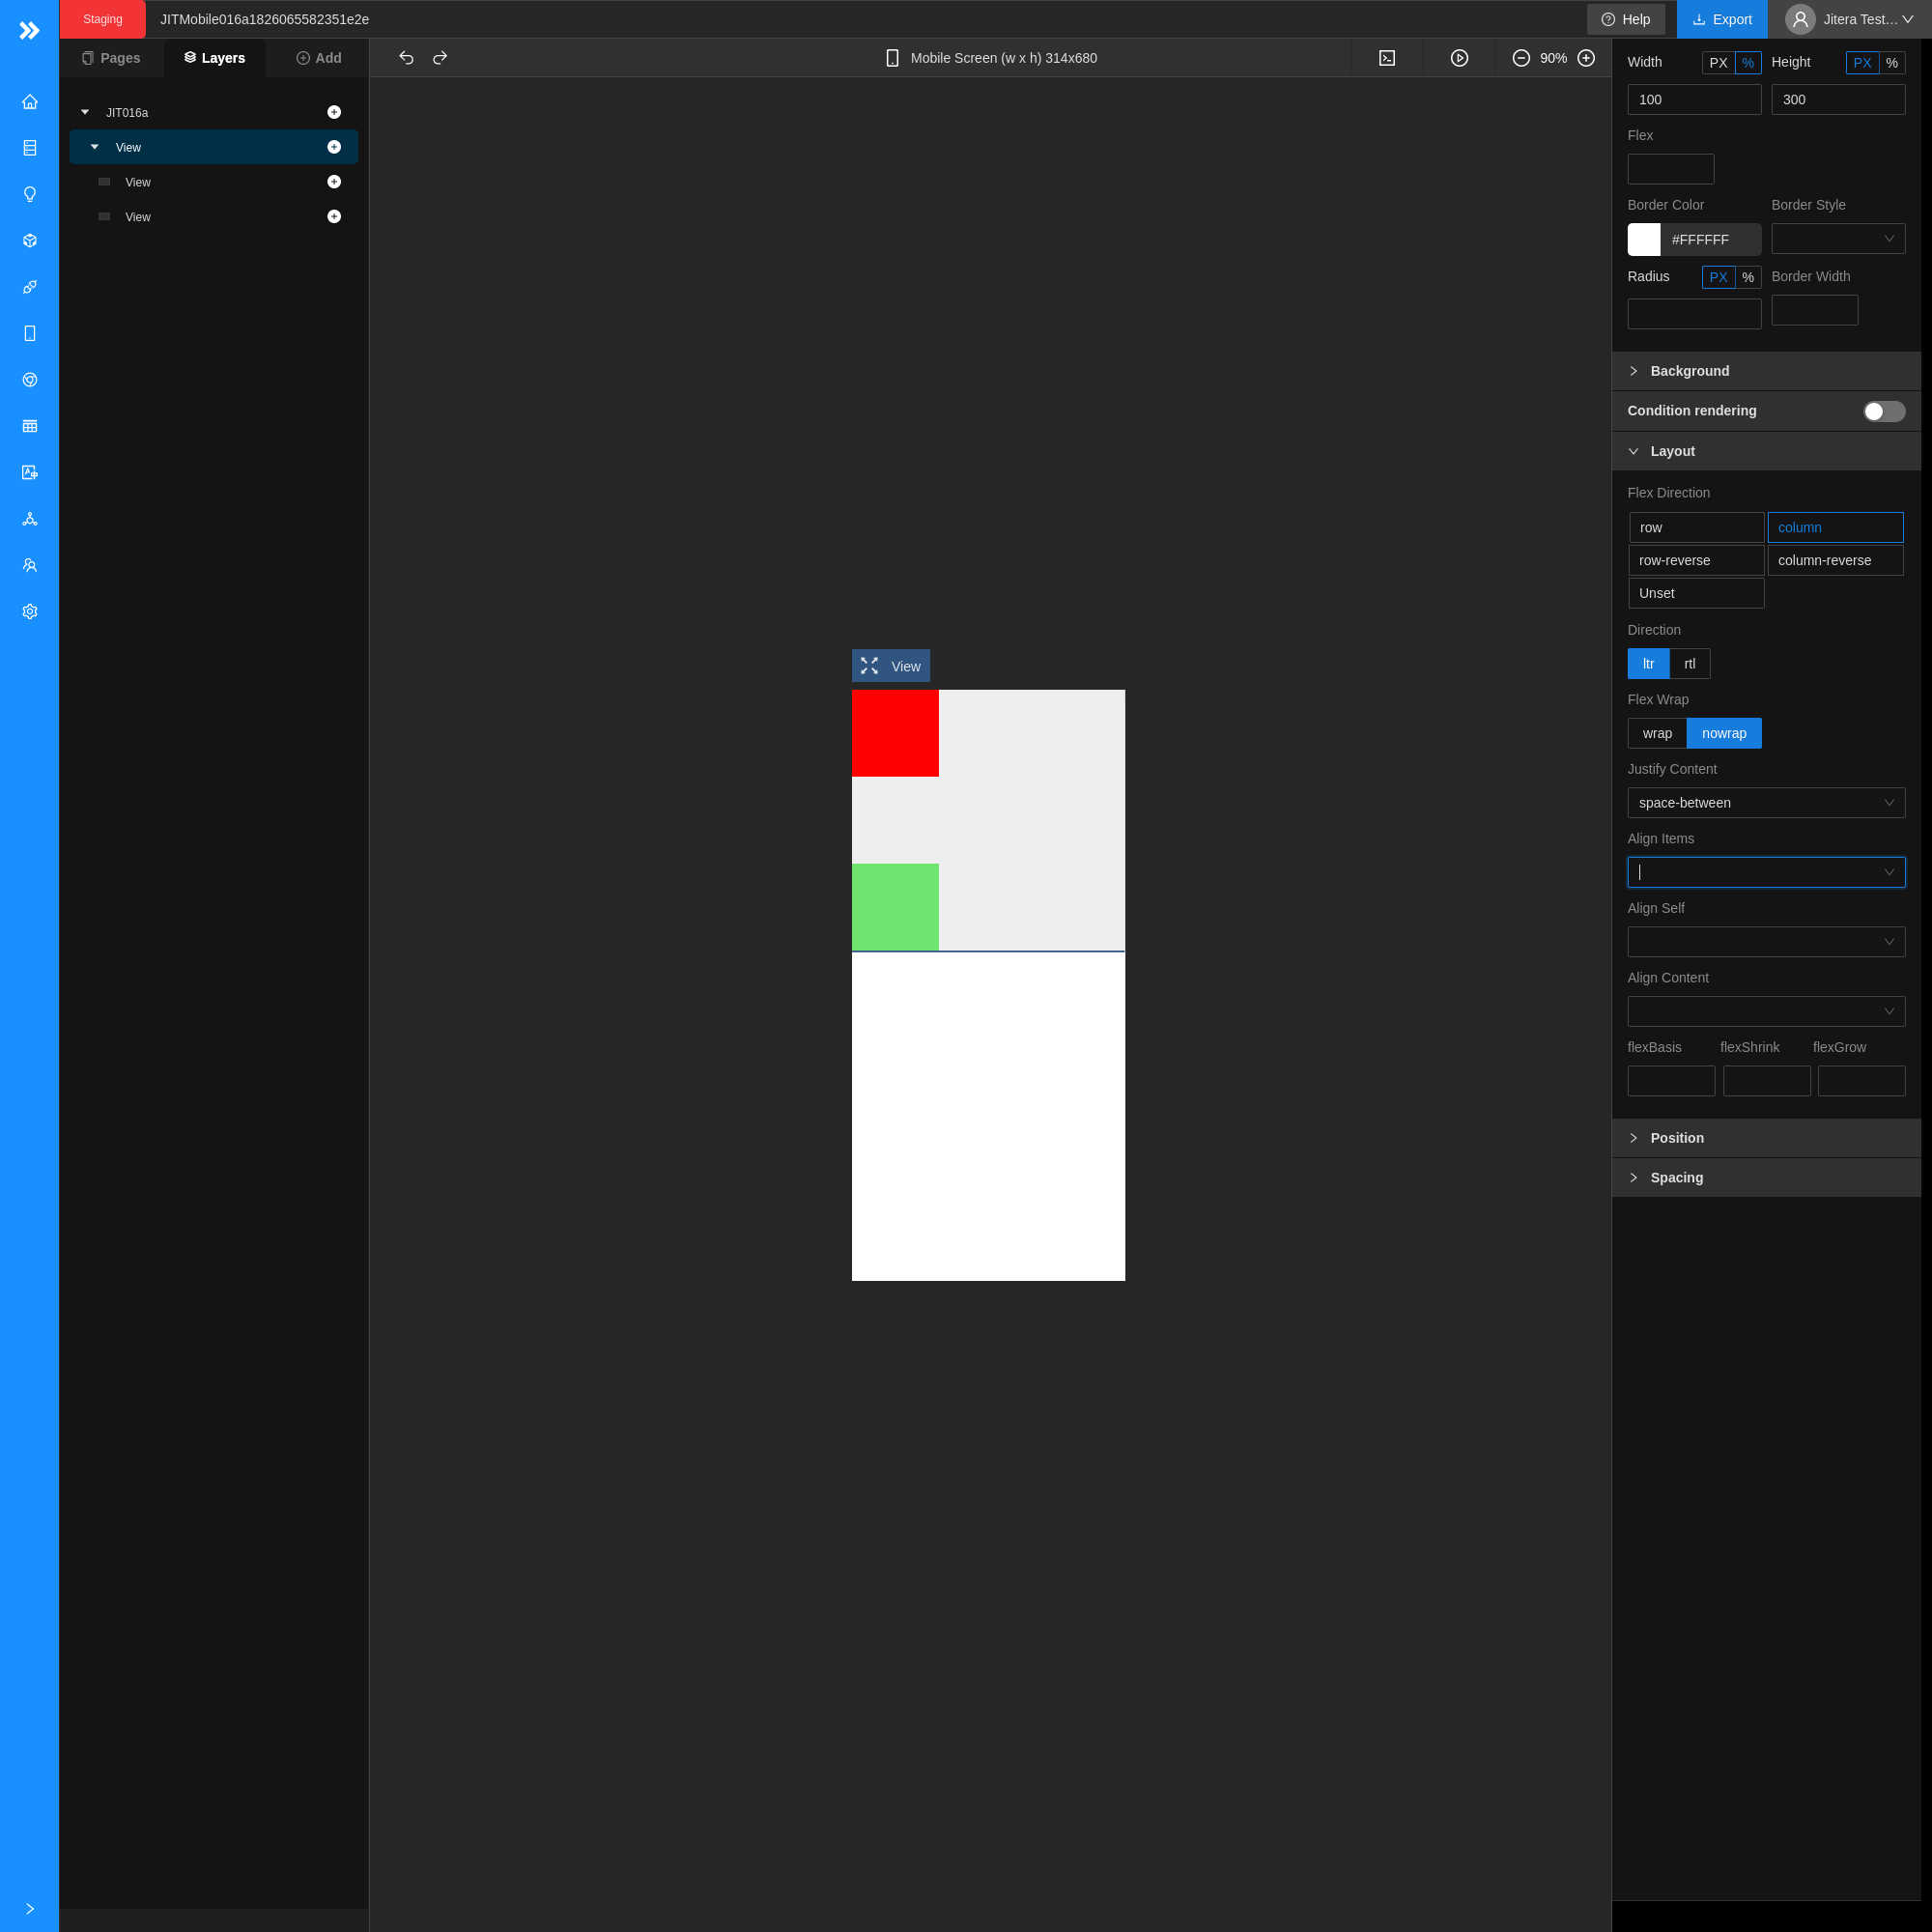 Staging
JITMobile016a1826065582351e2e
Help
Export
Jitera Test…
Pages
Layers
Add
Mobile Screen (w x h) 314x680
90%
JIT016a
View
View
View
View
Width PX % Height PX %
100 300
Flex
Border Color Border Style
#FFFFFF
Radius PX % Border Width
Background
Condition rendering
Layout
Flex Direction
row column
row-reverse column-reverse
Unset
Direction
ltr rtl
Flex Wrap
wrap nowrap
Justify Content
space-between
Align Items
Align Self
Align Content
flexBasis flexShrink flexGrow
Position
Spacing